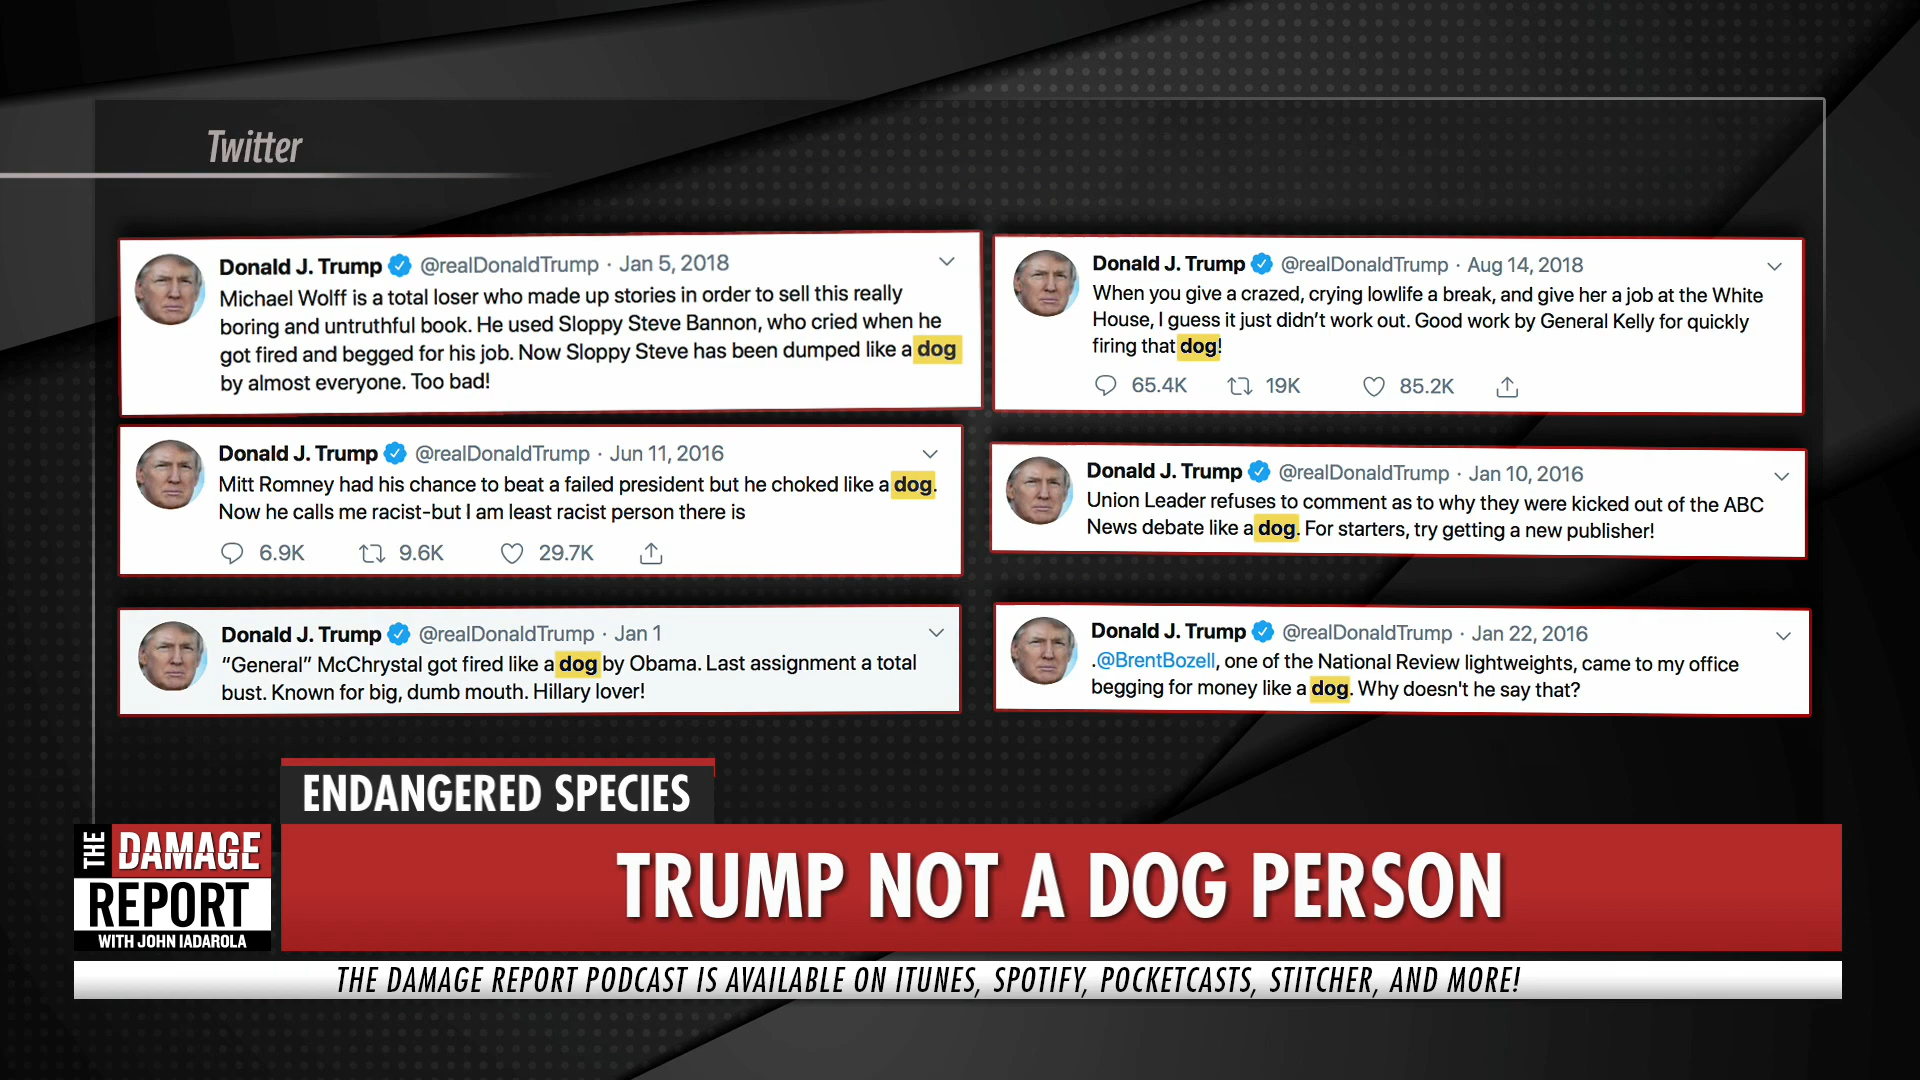 Twitter
Donald J. Trump @realDonaldTrump · Jan 5, 2018
Michael Wolff is a total loser who made up stories in order to sell this really
boring and untruthful book. He used Sloppy Steve Bannon, who cried when he
got fired and begged for his job. Now Sloppy Steve has been dumped like a dog
by almost everyone. Too bad!
Donald J. Trump @realDonaldTrump · Aug 14, 2018
When you give a crazed, crying lowlife a break, and give her a job at the White
House, I guess it just didn’t work out. Good work by General Kelly for quickly
firing that dog!
65.4K 19K 85.2K
Donald J. Trump @realDonaldTrump · Jun 11, 2016
Mitt Romney had his chance to beat a failed president but he choked like a dog.
Now he calls me racist-but I am least racist person there is
6.9K 9.6K 29.7K
Donald J. Trump @realDonaldTrump · Jan 10, 2016
Union Leader refuses to comment as to why they were kicked out of the ABC
News debate like a dog. For starters, try getting a new publisher!
Donald J. Trump @realDonaldTrump · Jan 1
“General” McChrystal got fired like a dog by Obama. Last assignment a total
bust. Known for big, dumb mouth. Hillary lover!
Donald J. Trump @realDonaldTrump · Jan 22, 2016
.@BrentBozell, one of the National Review lightweights, came to my office
begging for money like a dog. Why doesn't he say that?
ENDANGERED SPECIES
THE DAMAGE
REPORT
WITH JOHN IADAROLA
TRUMP NOT A DOG PERSON
THE DAMAGE REPORT PODCAST IS AVAILABLE ON ITUNES, SPOTIFY, POCKETCASTS, STITCHER, AND MORE!